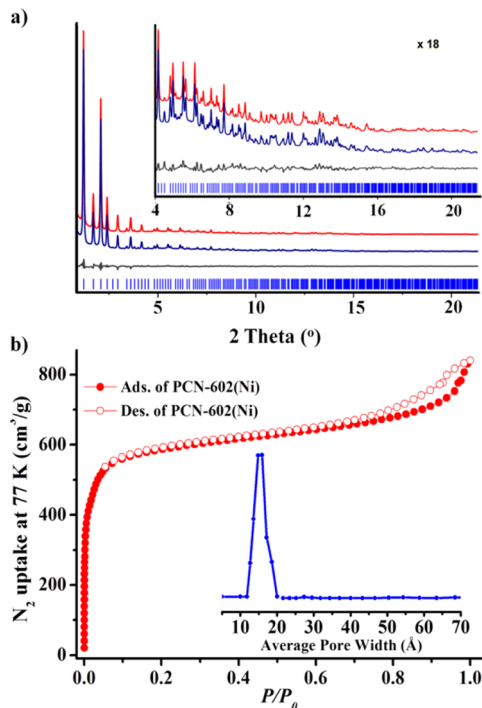 a)
x 18
4 8 12 16 20
5 10 15 20
2 Theta (°)
b)
800
600
400
200
0
Ads. of PCN-602(Ni)
Des. of PCN-602(Ni)
N₂ uptake at 77 K (cm³/g)
10 20 30 40 50 60 70
Average Pore Width (Å)
0.0 0.2 0.4 0.6 0.8 1.0
P/P₀